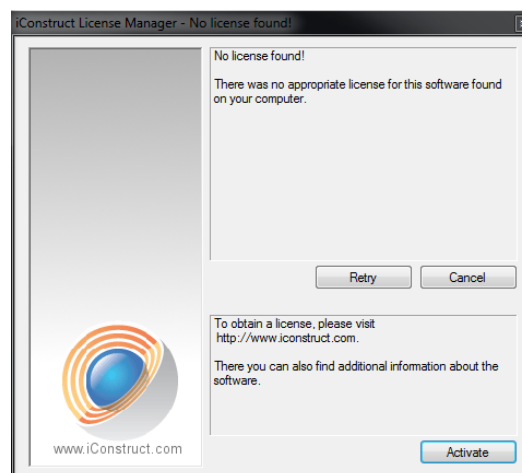 iConstruct License Manager - No license found!
No license found!
There was no appropriate license for this software found
on your computer.
Retry
Cancel
To obtain a license, please visit
http://www.iconstruct.com.
There you can also find additional information about the
software.
www.iConstruct.com
Activate